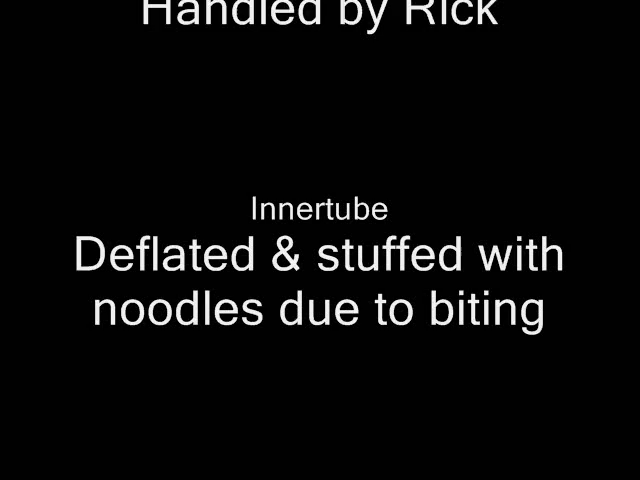 Handled by Rick
Innertube
Deflated & stuffed with
noodles due to biting